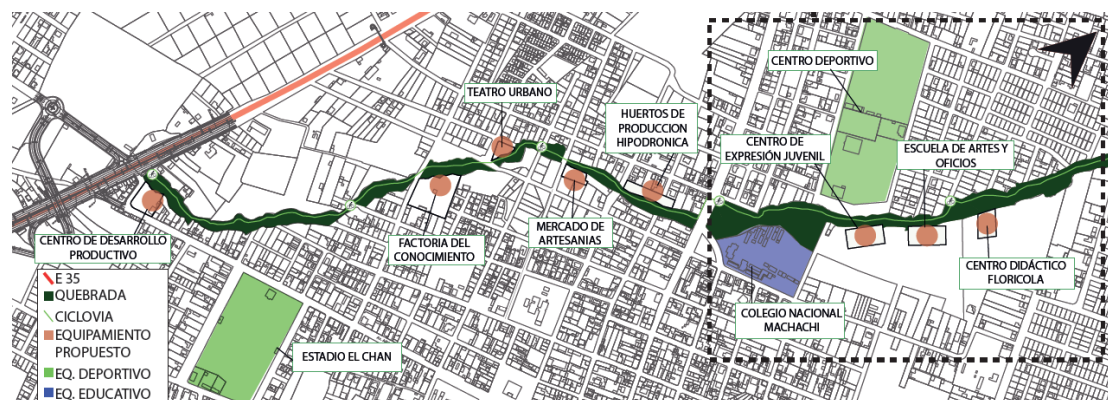 TEATRO URBANO
HUERTOS DE
PRODUCCION
HIPODRONICA
CENTRO DEPORTIVO
CENTRO DE
EXPRESIÓN JUVENIL
ESCUELA DE ARTES Y
OFICIOS
CENTRO DE DESARROLLO
PRODUCTIVO
FACTORIA DEL
CONOCIMIENTO
MERCADO DE
ARTESANIAS
CENTRO DIDÁCTICO
FLORICOLA
COLEGIO NACIONAL
MACHACHI
ESTADIO EL CHAN
E 35
QUEBRADA
CICLOVIA
EQUIPAMIENTO
PROPUESTO
EQ. DEPORTIVO
EQ. EDUCATIVO